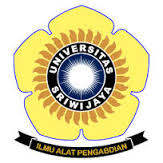 UNIVERSITAS
SRIWIJAYA
ILMU ALAT PENGABDIAN